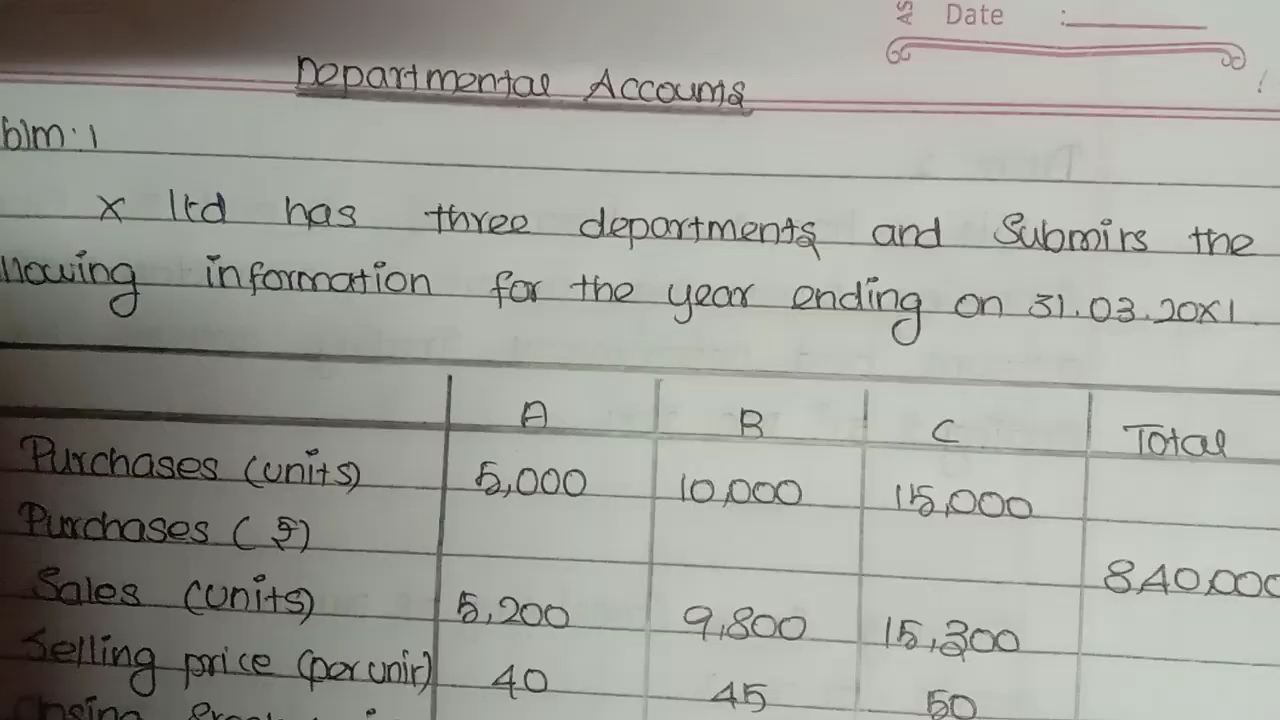 AS
Date :
Departmental Accounts
blm: 1
X ltd has three departments and Submits the
llowing information for the year ending on 31.03.20X1
A B C Total
Purchases (units) 5,000 10,000 15,000
Purchases (₹) 840,000
Sales (units) 5,200 9,800 15,300
Selling price (per unit) 40 45 50